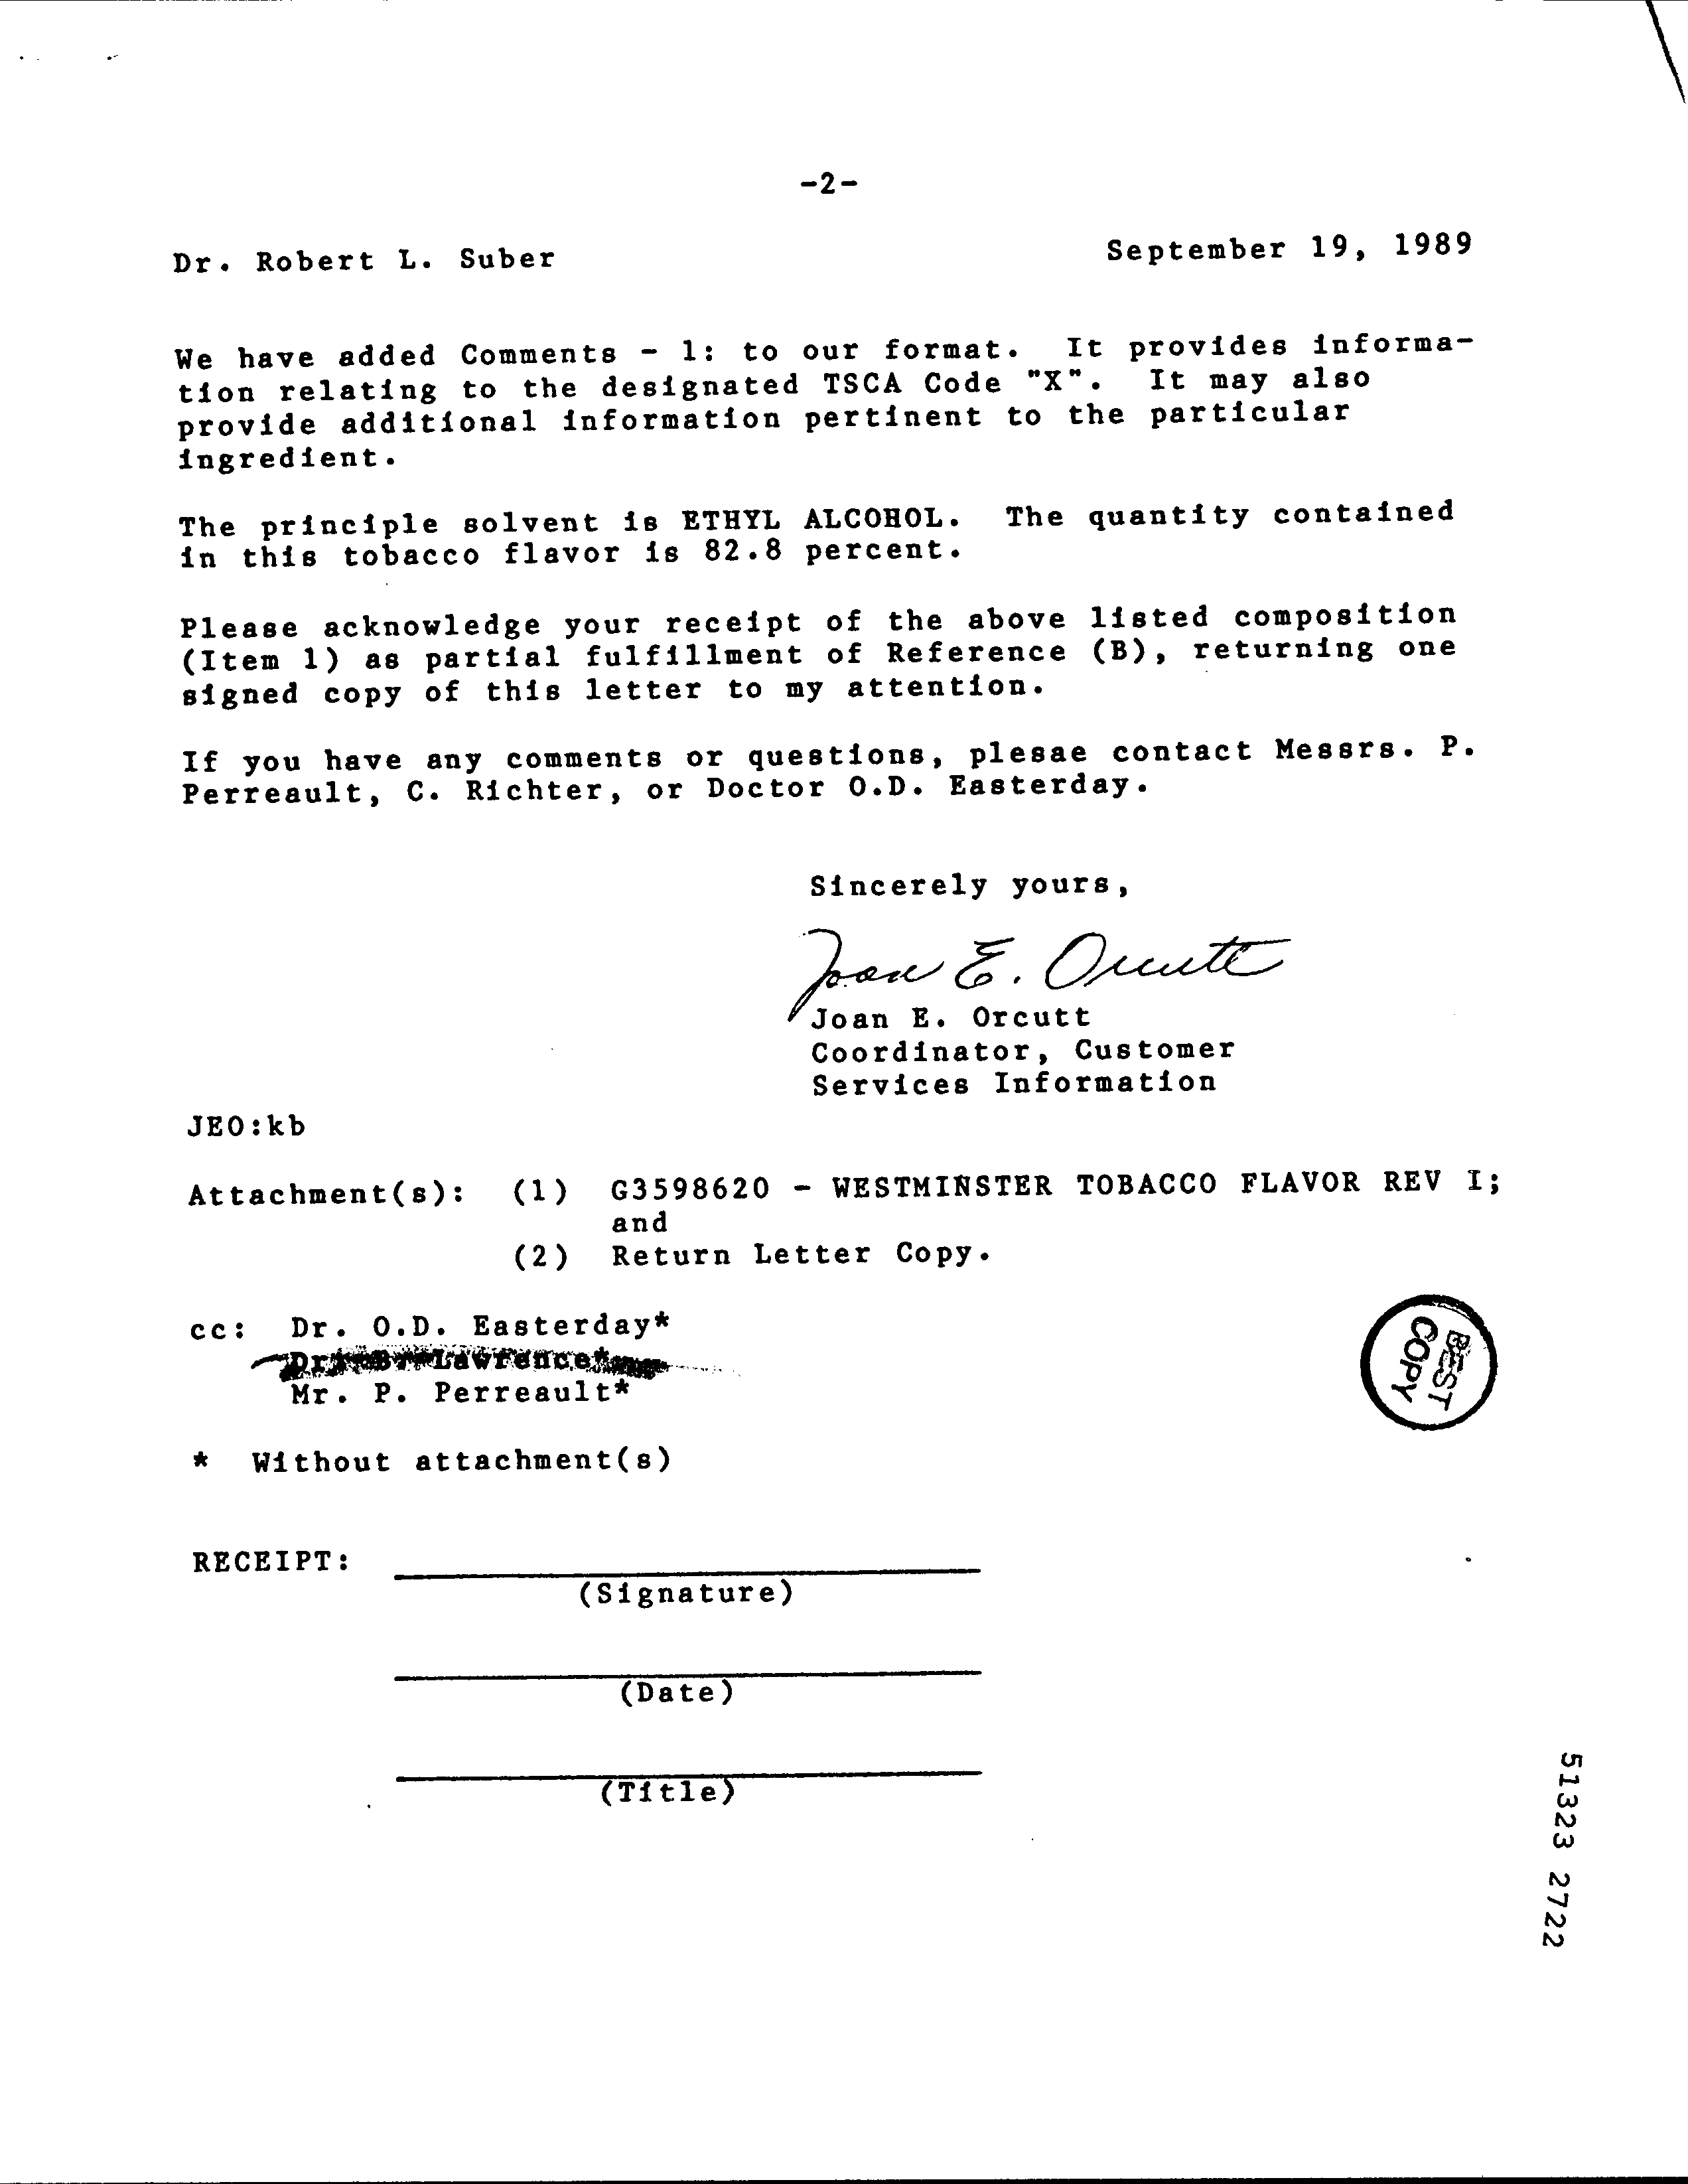 -2-
Dr. Robert L. Suber September 19, 1989
We have added Comments - 1: to our format. It provides informa-
tion relating to the designated TSCA Code "X". It may also
provide additional information pertinent to the particular
ingredient.
The principle solvent is ETHYL ALCOHOL. The quantity contained
in this tobacco flavor is 82.8 percent.
Please acknowledge your receipt of the above listed composition
(Item 1) as partial fulfillment of Reference (B), returning one
signed copy of this letter to my attention.
If you have any comments or questions, plesae contact Messrs. P.
Perreault, C. Richter, or Doctor O.D. Easterday.
Sincerely yours,
Joan E. Orcutt
Joan E. Orcutt
Coordinator, Customer
Services Information
JEO:kb
Attachment(s): (1) G3598620 - WESTMINSTER TOBACCO FLAVOR REV I;
and
(2) Return Letter Copy.
cc: Dr. O.D. Easterday*
Lawrence*
Mr. P. Perreault*
BEST
COPY
* Without attachment(s)
RECEIPT:
(Signature)
(Date)
(Title)
51323 2722